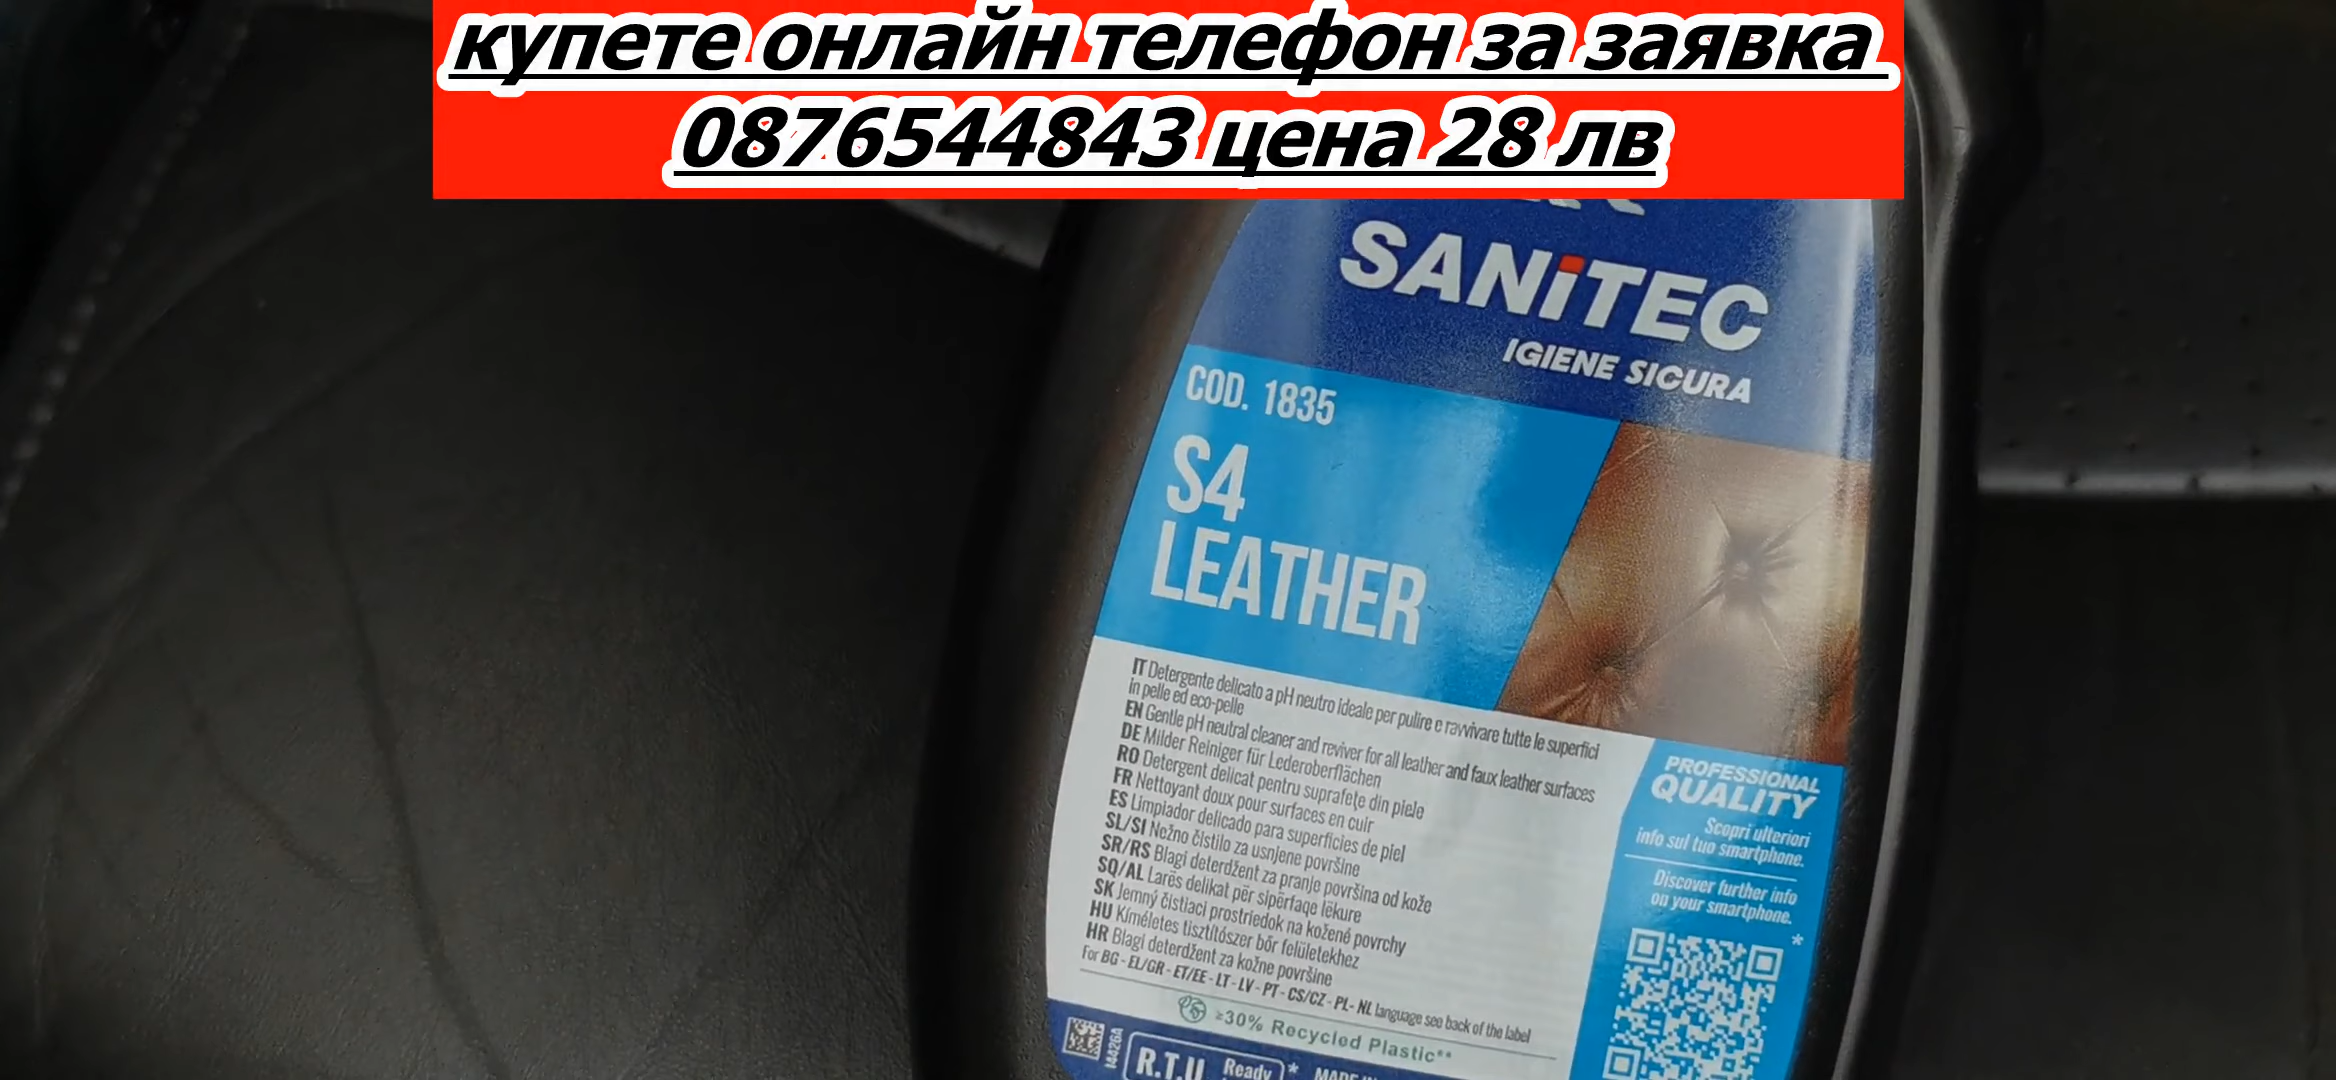 купете онлайн телефон за заявка
0876544843 цена 28 лв
SANiTEC
IGIENE SICURA
COD. 1835
S4
LEATHER
IT Detergente delicato a pH neutro ideale per pulire e ravvivare tutte le superfici
in pelle ed eco-pelle
EN Gentle pH neutral cleaner and reviver for all leather and faux leather surfaces
DE Milder Reiniger für Lederoberflächen
RO Detergent delicat pentru suprafețe din piele
FR Nettoyant doux pour surfaces en cuir
ES Limpiador delicado para superficies de piel
SL/SI Nežno čistilo za usnjene površine
SR/RS Blagi deterdžent za pranje površina od kože
SQ/AL Larës delikat për sipërfaqe lëkure
SK Jemný čistiaci prostriedok na kožené povrchy
HU Kíméletes tisztítószer bőr felületekhez
HR Blagi deterdžent za kožne površine
For BG - EL/GR - ET/EE - LT - LV - PT - CS/CZ - PL - NL language see back of the label
≥30% Recycled Plastic**
PROFESSIONAL
QUALITY
Scopri ulteriori
info sul tuo smartphone.
Discover further info
on your smartphone.
*
14426A
R.T.U
Ready *
MADE IN